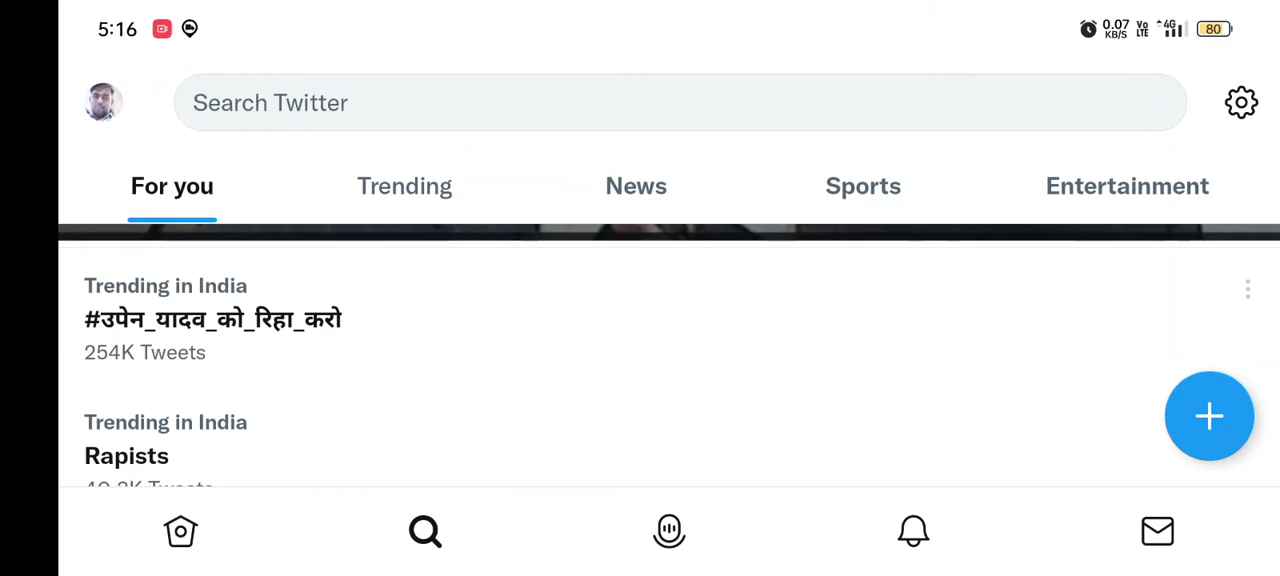 5:16 0.07 KB/S Vo LTE 4G 80
Search Twitter
For you Trending News Sports Entertainment
Trending in India
#उपेन_यादव_को_रिहा_करो
254K Tweets
Trending in India
Rapists
Tweets